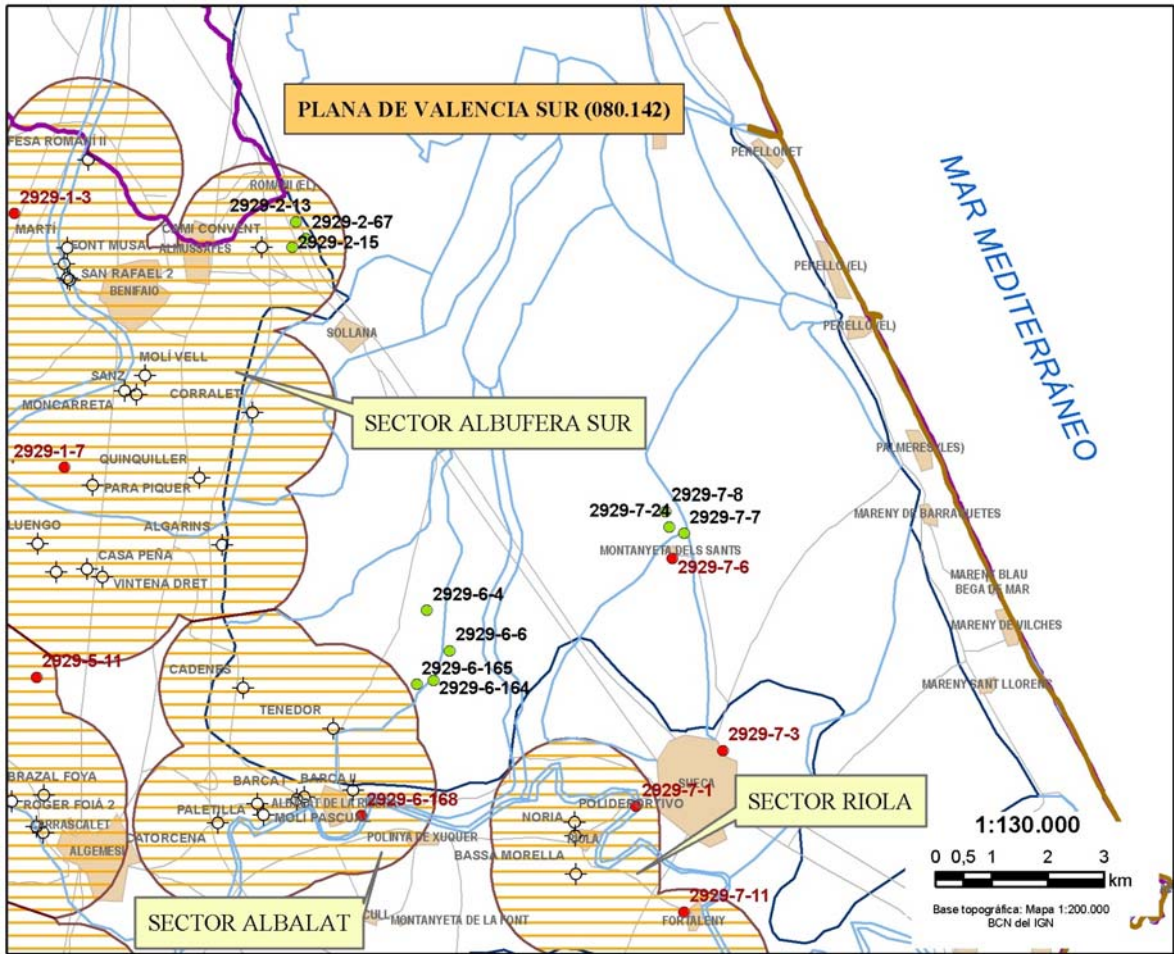 PLANA DE VALENCIA SUR (080.142)
FESA ROMANÍ II
PERELLONET
ROMANI (EL)
2929-1-3
2929-2-13
MARTÍ
CAMI CONVENT
2929-2-67
FONT MUSA
ALMUSSAFES
2929-2-15
SAN RAFAEL 2
BENIFAIO
PERELLO (EL)
PERELLO (EL)
SOLLANA
MAR MEDITERRÁNEO
MOLÍ VELL
SANZ
MONCARRETA
CORRALET
SECTOR ALBUFERA SUR
2929-1-7
QUINQUILLER
PALMERES (LES)
PARA PIQUER
2929-7-8
2929-7-24
2929-7-7
MARENY DE BARRAQUETES
LUENGO
ALGARINS
MONTANYETA DELS SANTS
CASA PEÑA
2929-7-6
VINTENA DRET
MARENY BLAU
BEGA DE MAR
2929-6-4
MARENY DE VILCHES
2929-6-6
2929-5-11
CADENES
2929-6-165
2929-6-164
MARENY SANT LLORENS
TENEDOR
2929-7-3
BRAZAL FOYA
BARCA I
BARCA II
SUECA
2929-7-1
SECTOR RIOLA
ROGER FOIÁ 2
PALETILLA
2929-6-168
POLIDEPORTIVO
MOLÍ PASCUAL
NORIA
CATORCENA
POLINYA DE XUQUER
RIOLA
ALGEMESI
BASSA MORELLA
1:130.000
0 0,5 1 2 3
km
2929-7-11
SECTOR ALBALAT
MONTANYETA DE LA FONT
FORTALENY
Base topográfica: Mapa 1:200.000
BCN del IGN